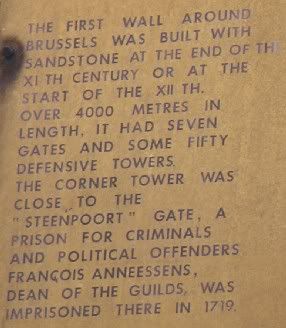 THE FIRST WALL AROUND
BRUSSELS WAS BUILT WITH
SANDSTONE AT THE END OF THE
XI TH CENTURY OR AT THE
START OF THE XII TH.
OVER 4000 METRES IN
LENGTH, IT HAD SEVEN
GATES AND SOME FIFTY
DEFENSIVE TOWERS
THE CORNER TOWER WAS
CLOSE TO THE
"STEENPOORT" GATE, A
PRISON FOR CRIMINALS
AND POLITICAL OFFENDERS
FRANÇOIS ANNEESSENS,
DEAN OF THE GUILDS, WAS
IMPRISONED THERE IN 1719.